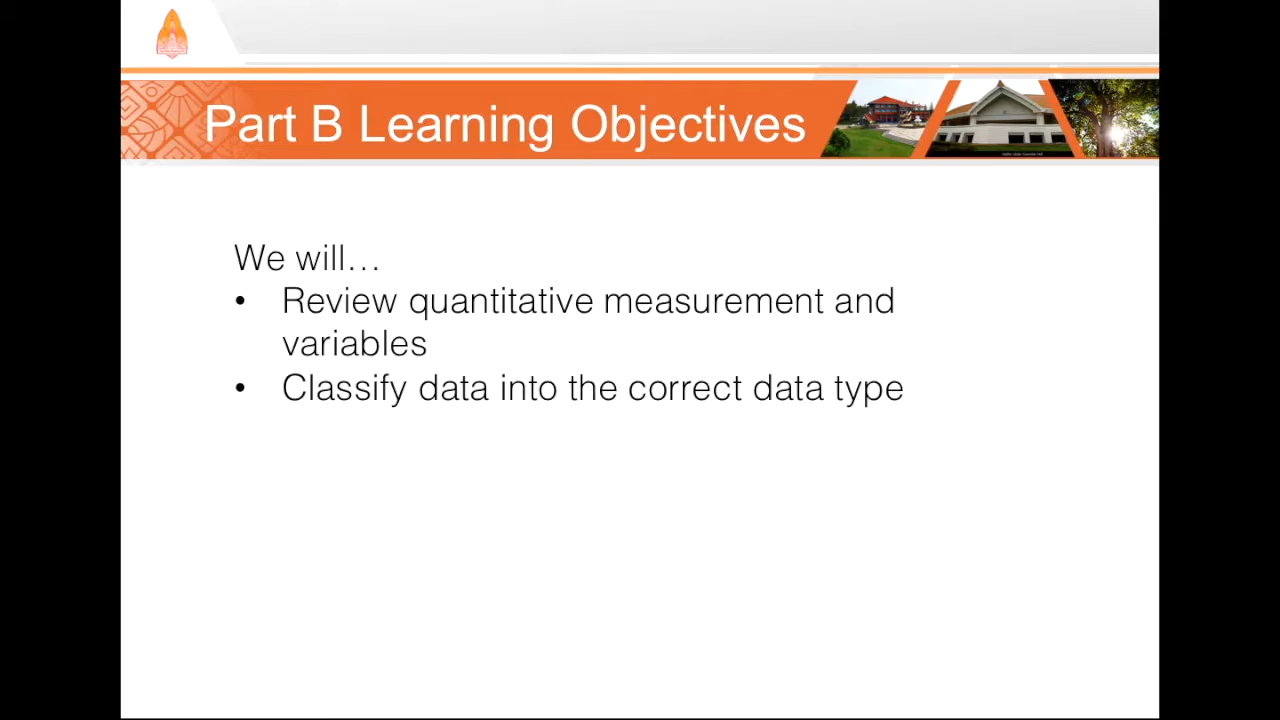 Part B Learning Objectives
We will…
• Review quantitative measurement and
variables
• Classify data into the correct data type